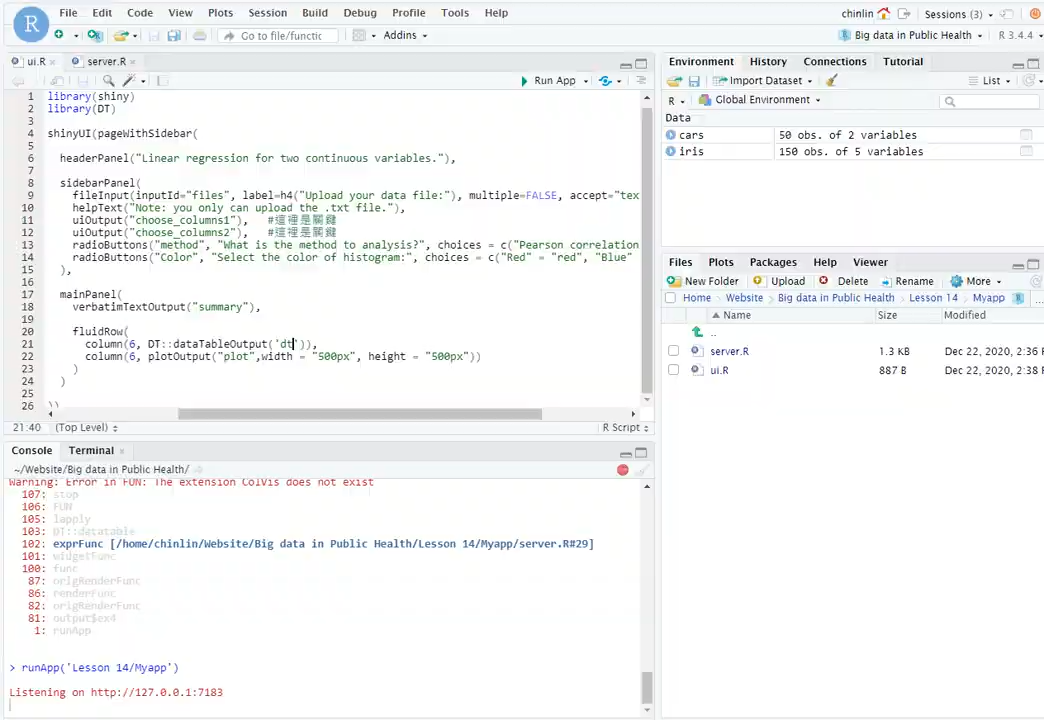 File Edit Code View Plots Session Build Debug Profile Tools Help
chinlin
Sessions (3)
R
Go to file/functic
Addins
Big data in Public Health
R 3.4.4
ui.R
server.R
Run App
1 library(shiny)
2 library(DT)
3
4 shinyUI(pageWithSidebar(
5
6 headerPanel("Linear regression for two continuous variables."),
7
8 sidebarPanel(
9 fileInput(inputId="files", label=h4("Upload your data file:"), multiple=FALSE, accept="tex
10 helpText("Note: you only can upload the .txt file."),
11 uiOutput("choose_columns1"), #這裡是關鍵
12 uiOutput("choose_columns2"), #這裡是關鍵
13 radioButtons("method", "What is the method to analysis?", choices = c("Pearson correlation
14 radioButtons("Color", "Select the color of histogram:", choices = c("Red" = "red", "Blue"
15 ),
16
17 mainPanel(
18 verbatimTextOutput("summary"),
19
20 fluidRow(
21 column(6, DT::dataTableOutput('dt')),
22 column(6, plotOutput("plot",width = "500px", height = "500px"))
23 )
24 )
25
26 ))
21:40 (Top Level) R Script
Console Terminal
~/Website/Big data in Public Health/
Warning: Error in FUN: The extension ColVis does not exist
107: stop
106: FUN
105: lapply
103: DT::datatable
102: exprFunc [/home/chinlin/Website/Big data in Public Health/Lesson 14/Myapp/server.R#29]
101: widgetFunc
100: func
87: origRenderFunc
86: renderFunc
82: origRenderFunc
81: output$ex4
1: runApp
> runApp('Lesson 14/Myapp')
Listening on http://127.0.0.1:7183
Environment History Connections Tutorial
Import Dataset
List
R
Global Environment
Data
cars 50 obs. of 2 variables
iris 150 obs. of 5 variables
Files Plots Packages Help Viewer
New Folder Upload Delete Rename More
Home Website Big data in Public Health Lesson 14 Myapp
Name Size Modified
..
server.R 1.3 KB Dec 22, 2020, 2:36 P
ui.R 887 B Dec 22, 2020, 2:38 P